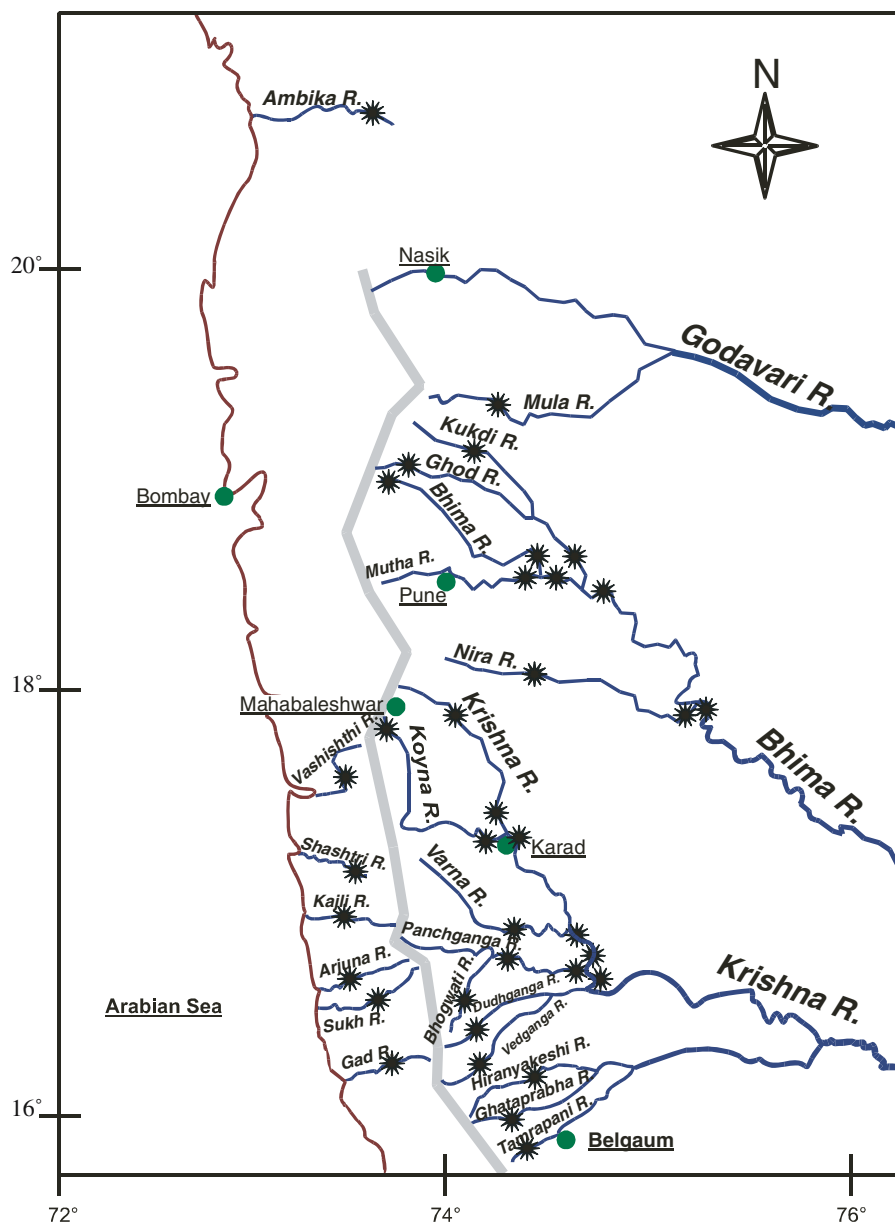 N
Ambika R.
20°
Nasik
Godavari R.
Mula R.
Kukdi R.
Ghod R.
Bhima R.
Bombay
Mutha R.
Pune
Nira R.
18°
Mahabaleshwar
Krishna R.
Vashishthi R.
Koyna R.
Bhima R.
Shashtri R.
Karad
Varna R.
Kajli R.
Panchganga R.
Arjuna R.
Bhogwati R.
Krishna R.
Dudhganga R.
Arabian Sea
Sukh R.
Vedganga R.
Gad R.
Hiranyakeshi R.
Ghataprabha R.
16°
Tamrapani R.
Belgaum
72°
74°
76°